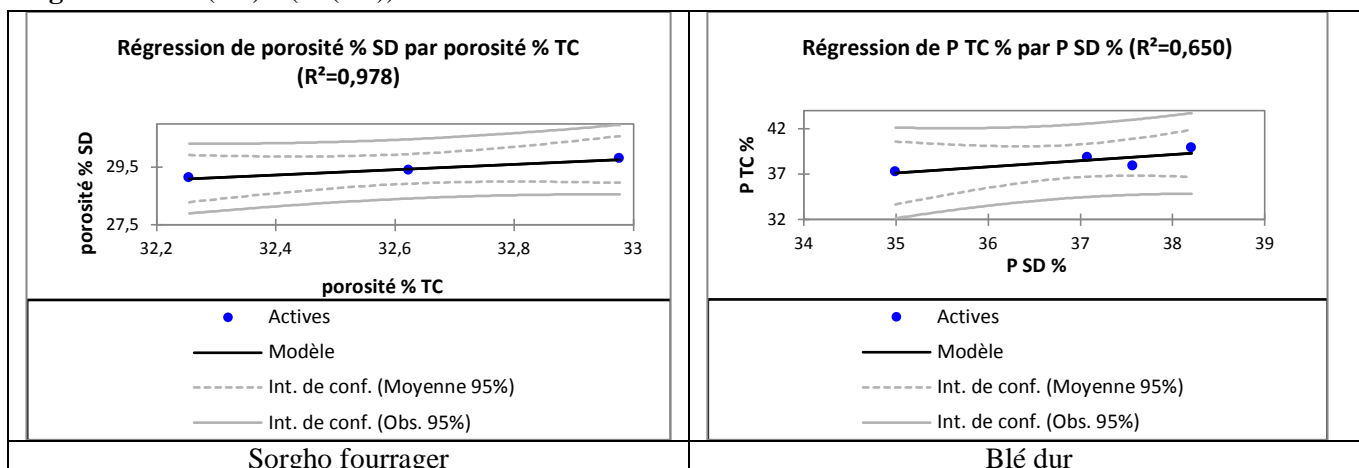 Régression de porosité % SD par porosité % TC
(R²=0,978)
porosité % SD
29,5
27,5
32,2
32,4
32,6
32,8
33
porosité % TC
Actives
Modèle
Int. de conf. (Moyenne 95%)
Int. de conf. (Obs. 95%)
Sorgho fourrager
Régression de P TC % par P SD % (R²=0,650)
P TC %
42
37
32
34
35
36
37
38
39
P SD %
Actives
Modèle
Int. de conf. (Moyenne 95%)
Int. de conf. (Obs. 95%)
Blé dur